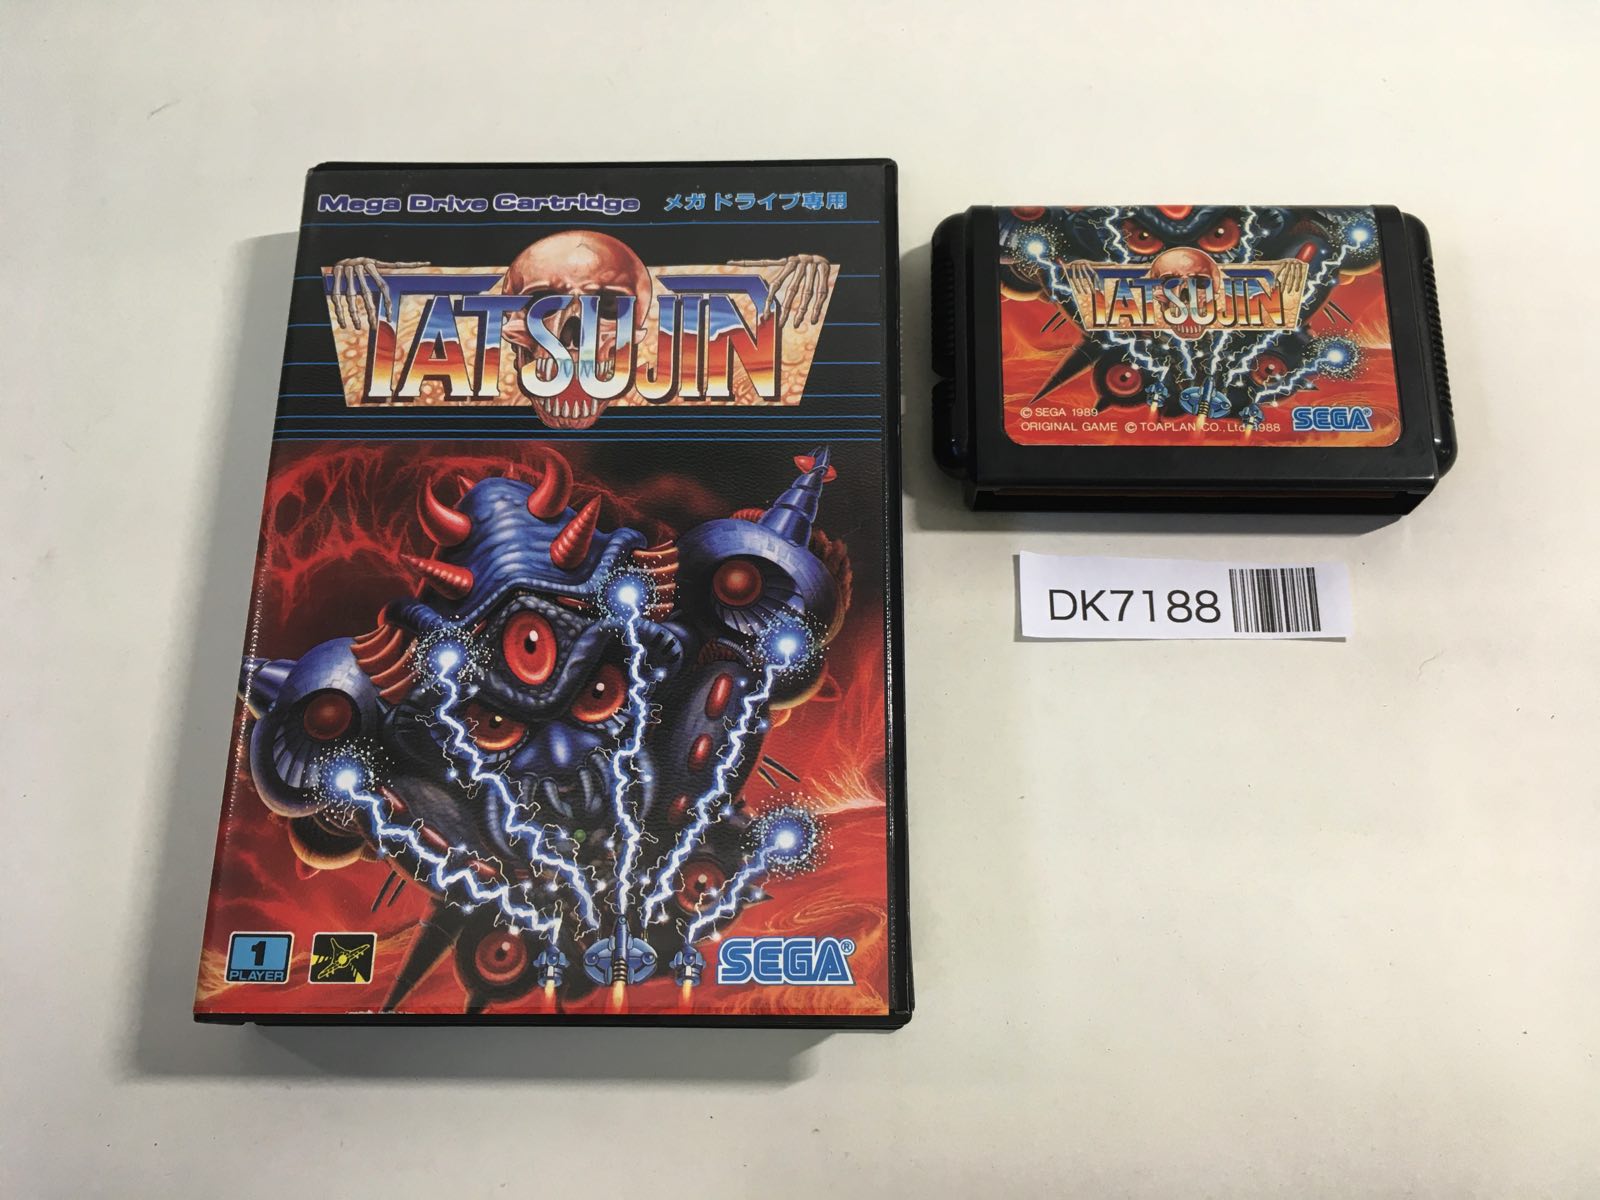 Mega Drive Cartridge メガドライブ専用
TATSUJIN
1
PLAYER
SEGA®
TATSUJIN
© SEGA 1989
ORIGINAL GAME © TOAPLAN CO., Ltd. 1988
SEGA
DK7188